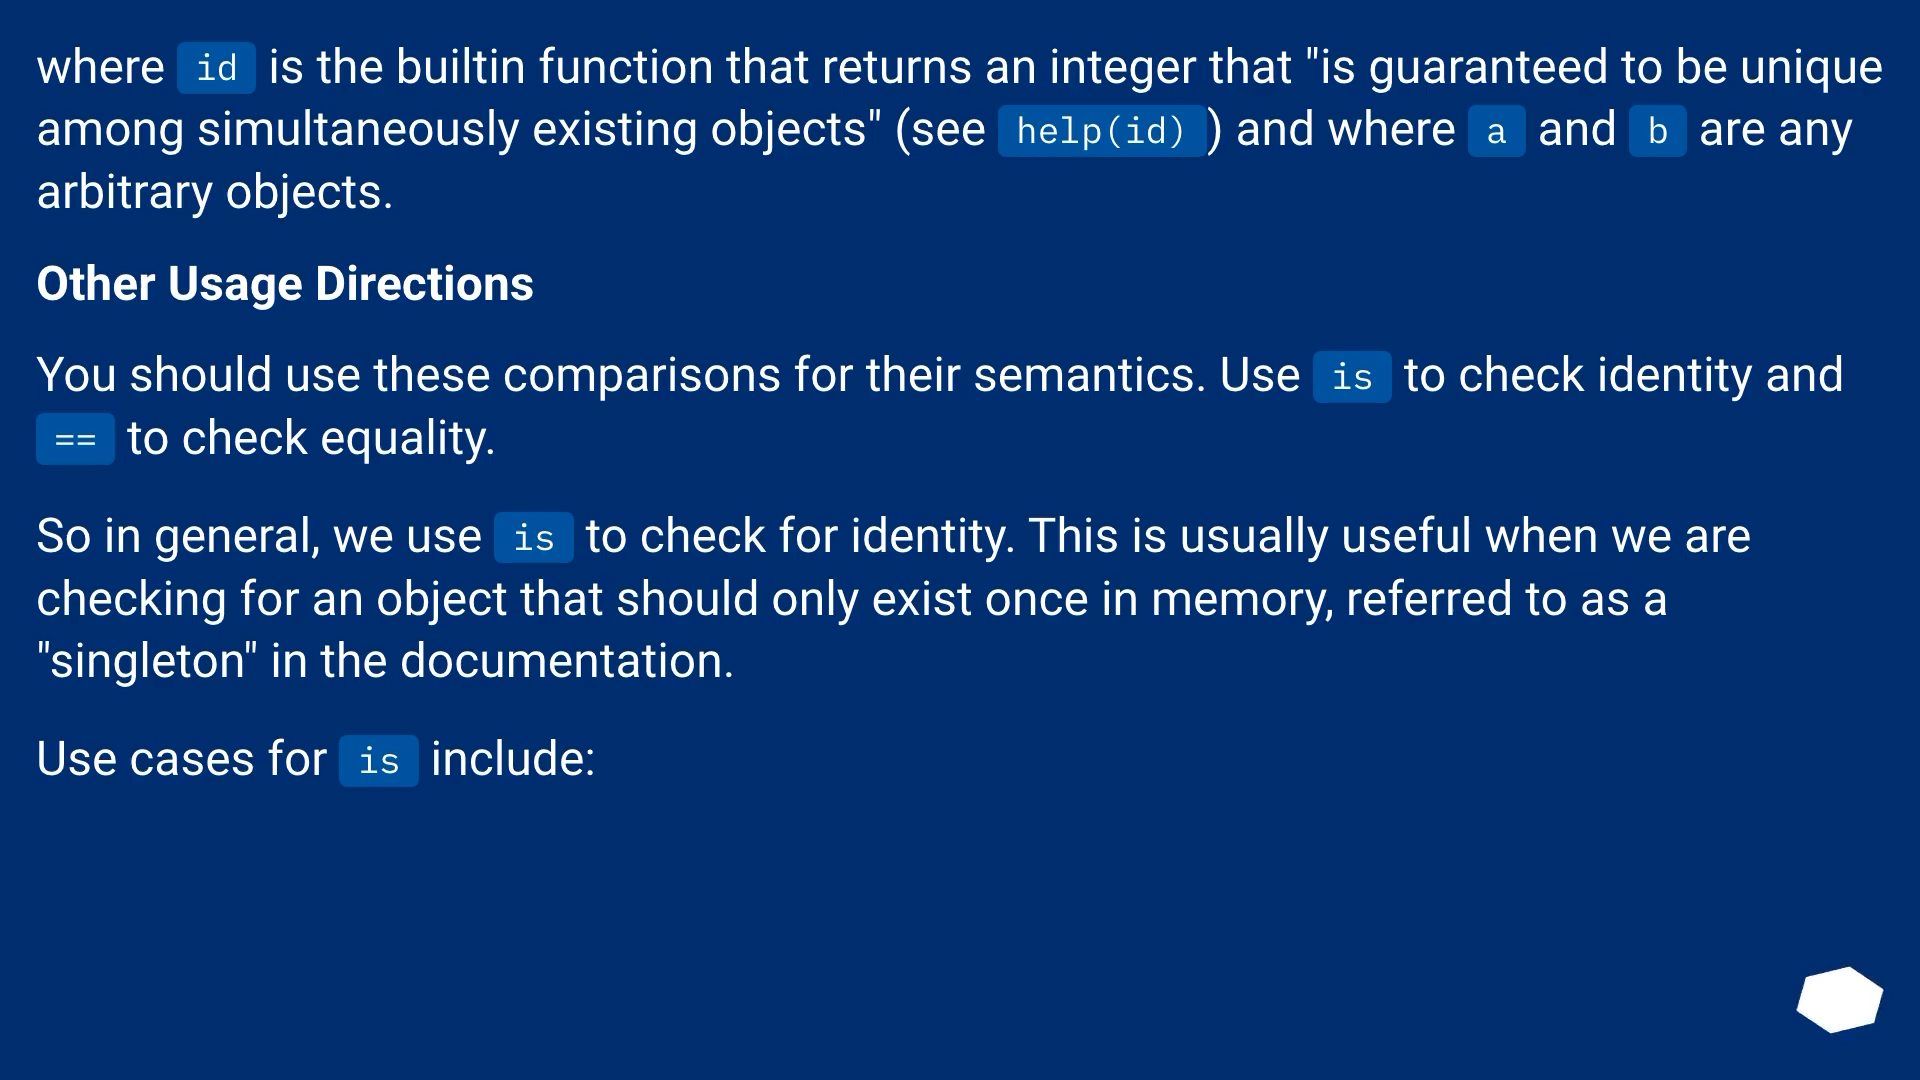 where id is the builtin function that returns an integer that "is guaranteed to be unique
among simultaneously existing objects" (see help(id) ) and where a and b are any
arbitrary objects.
Other Usage Directions
You should use these comparisons for their semantics. Use is to check identity and
== to check equality.
So in general, we use is to check for identity. This is usually useful when we are
checking for an object that should only exist once in memory, referred to as a
"singleton" in the documentation.
Use cases for is include: